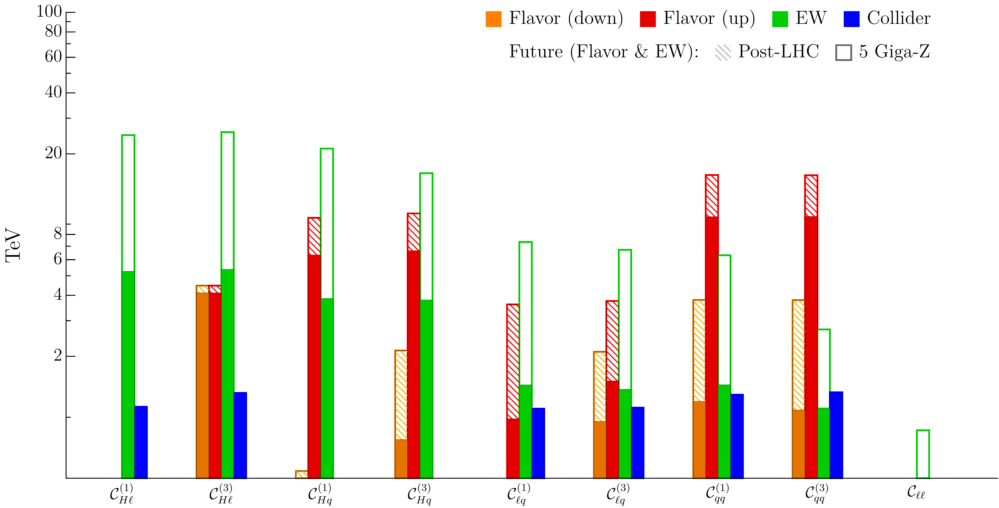 Flavor (down) Flavor (up) EW Collider
Future (Flavor & EW): Post-LHC 5 Giga-Z
TeV
100
80
60
40
20
8
6
4
2
𝒞_{Hℓ}^{(1)} 𝒞_{Hℓ}^{(3)} 𝒞_{Hq}^{(1)} 𝒞_{Hq}^{(3)} 𝒞_{ℓq}^{(1)} 𝒞_{ℓq}^{(3)} 𝒞_{qq}^{(1)} 𝒞_{qq}^{(3)} 𝒞_{ℓℓ}